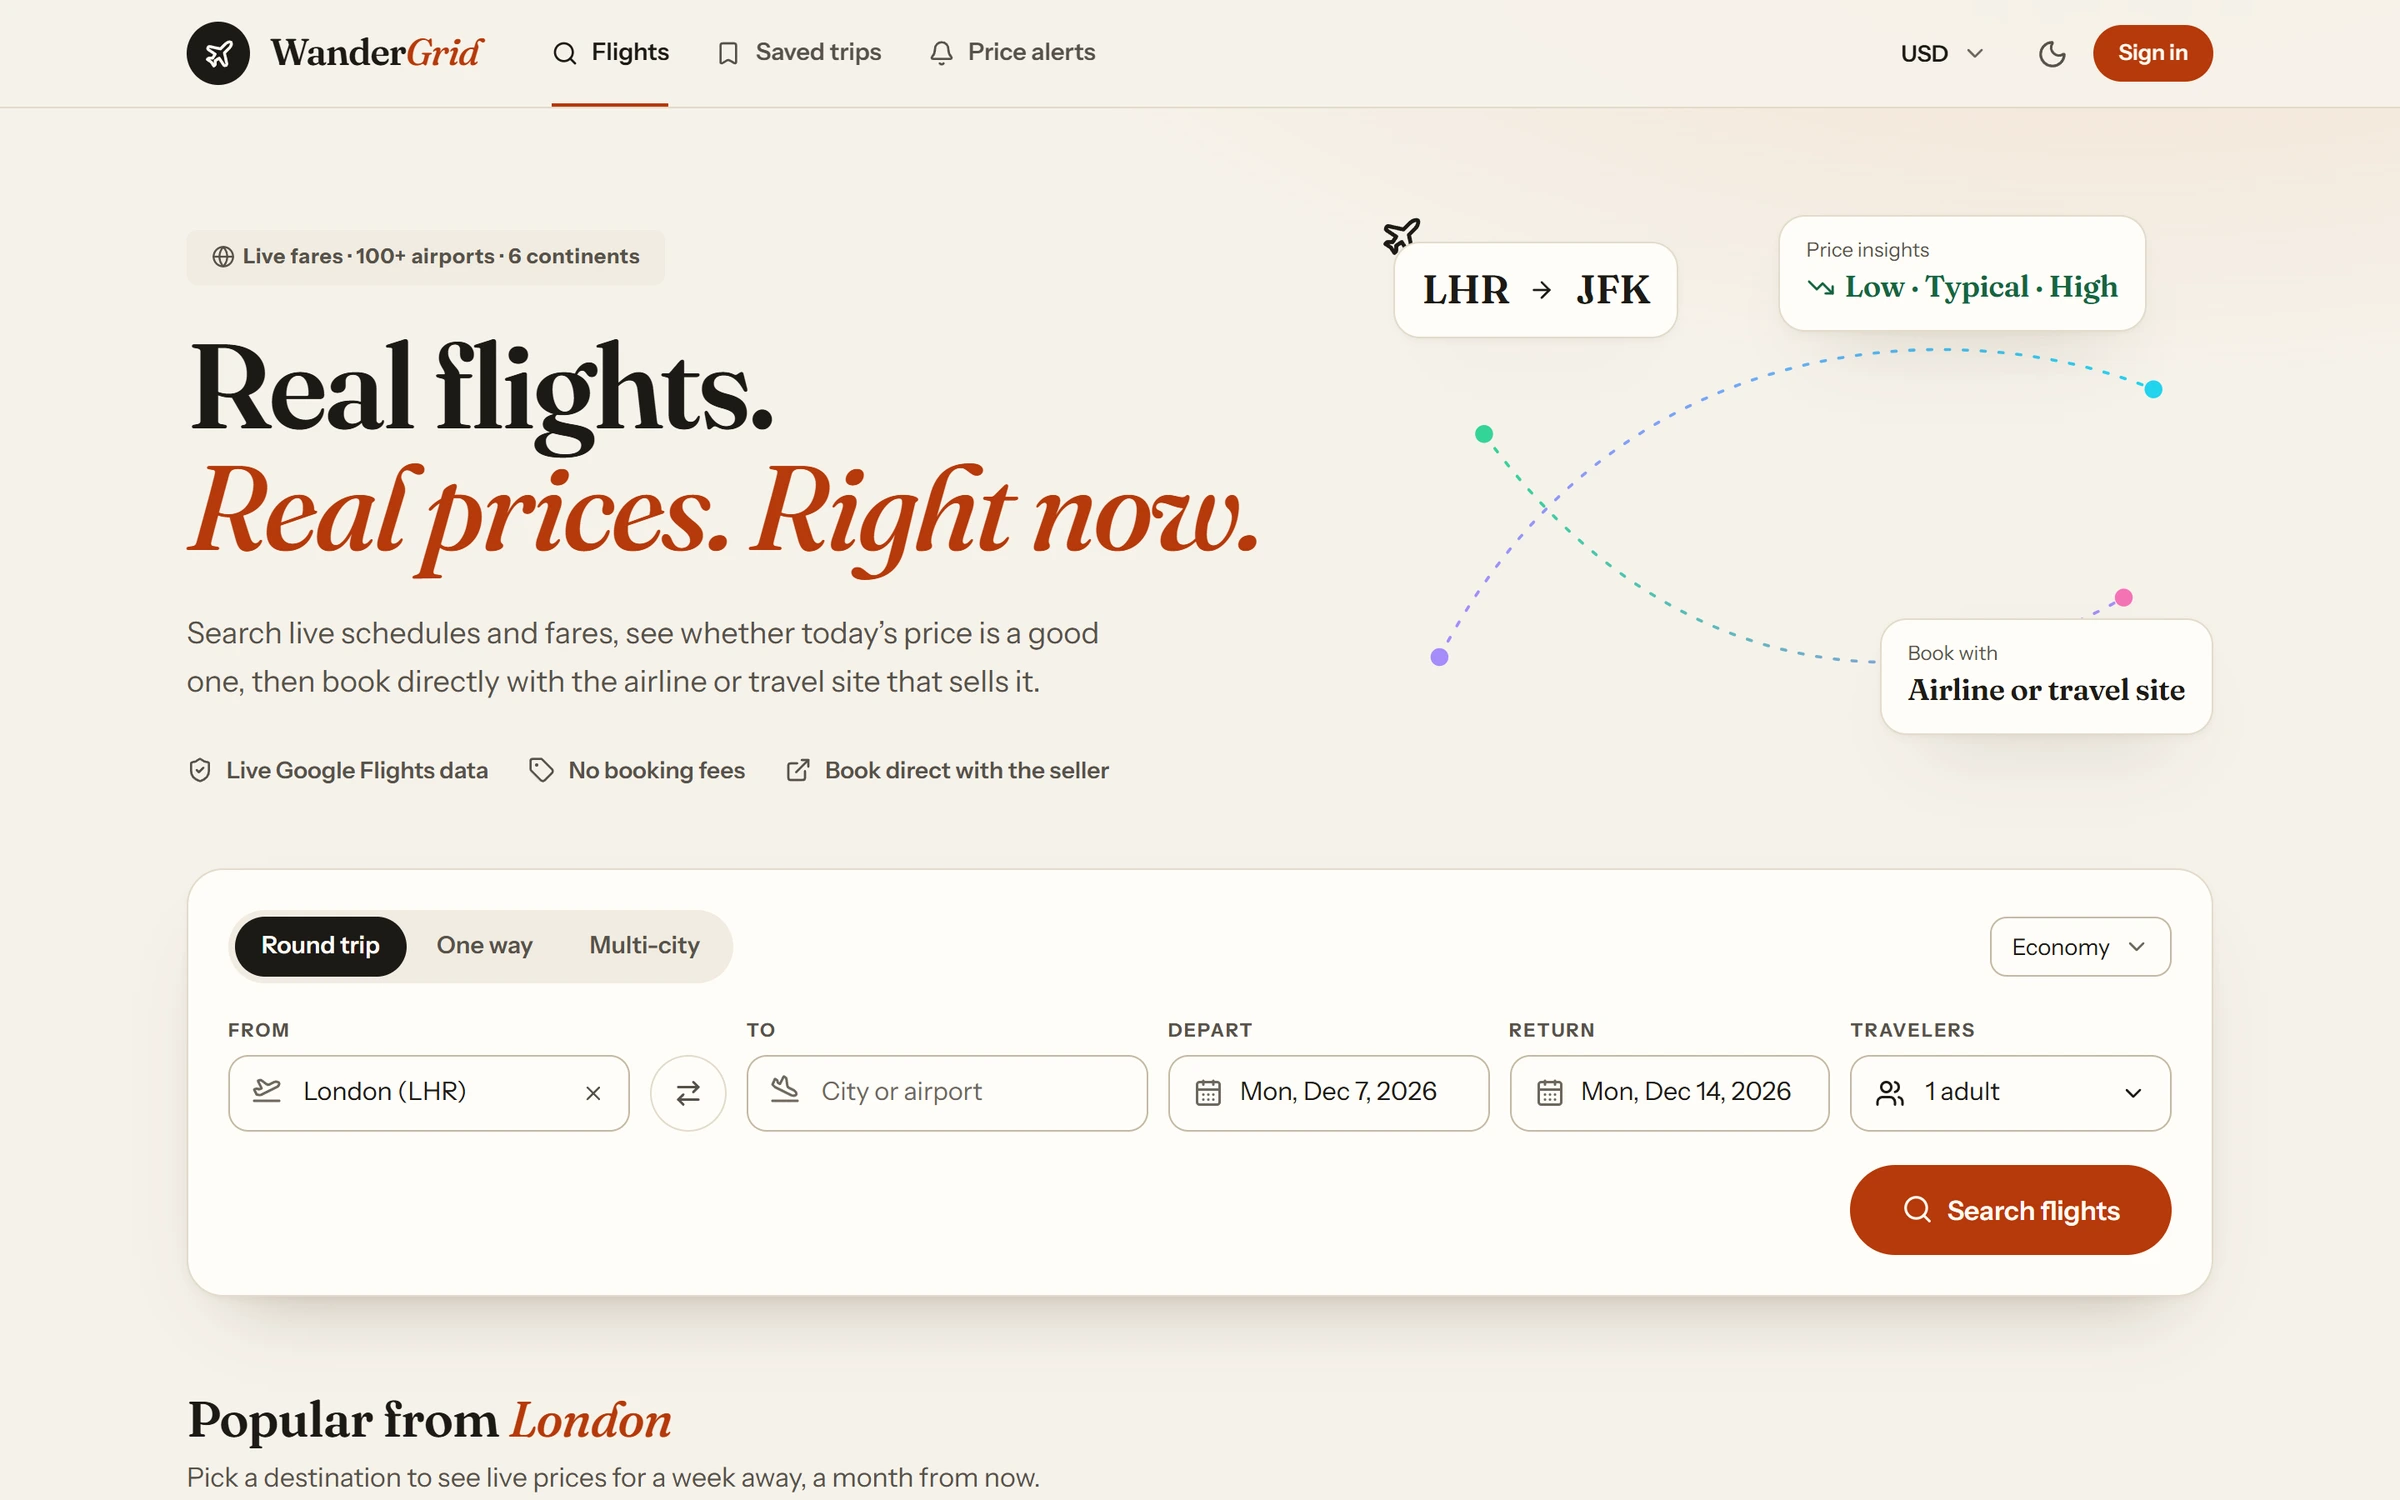 WanderGrid
Flights
Saved trips
Price alerts
USD
Sign in
Live fares · 100+ airports · 6 continents
Real flights.
Real prices. Right now.
Search live schedules and fares, see whether today’s price is a good
one, then book directly with the airline or travel site that sells it.
Live Google Flights data
No booking fees
Book direct with the seller
LHR → JFK
Price insights
Low · Typical · High
Book with
Airline or travel site
Round trip
One way
Multi-city
Economy
FROM
London (LHR)
TO
City or airport
DEPART
Mon, Dec 7, 2026
RETURN
Mon, Dec 14, 2026
TRAVELERS
1 adult
Search flights
Popular from London
Pick a destination to see live prices for a week away, a month from now.